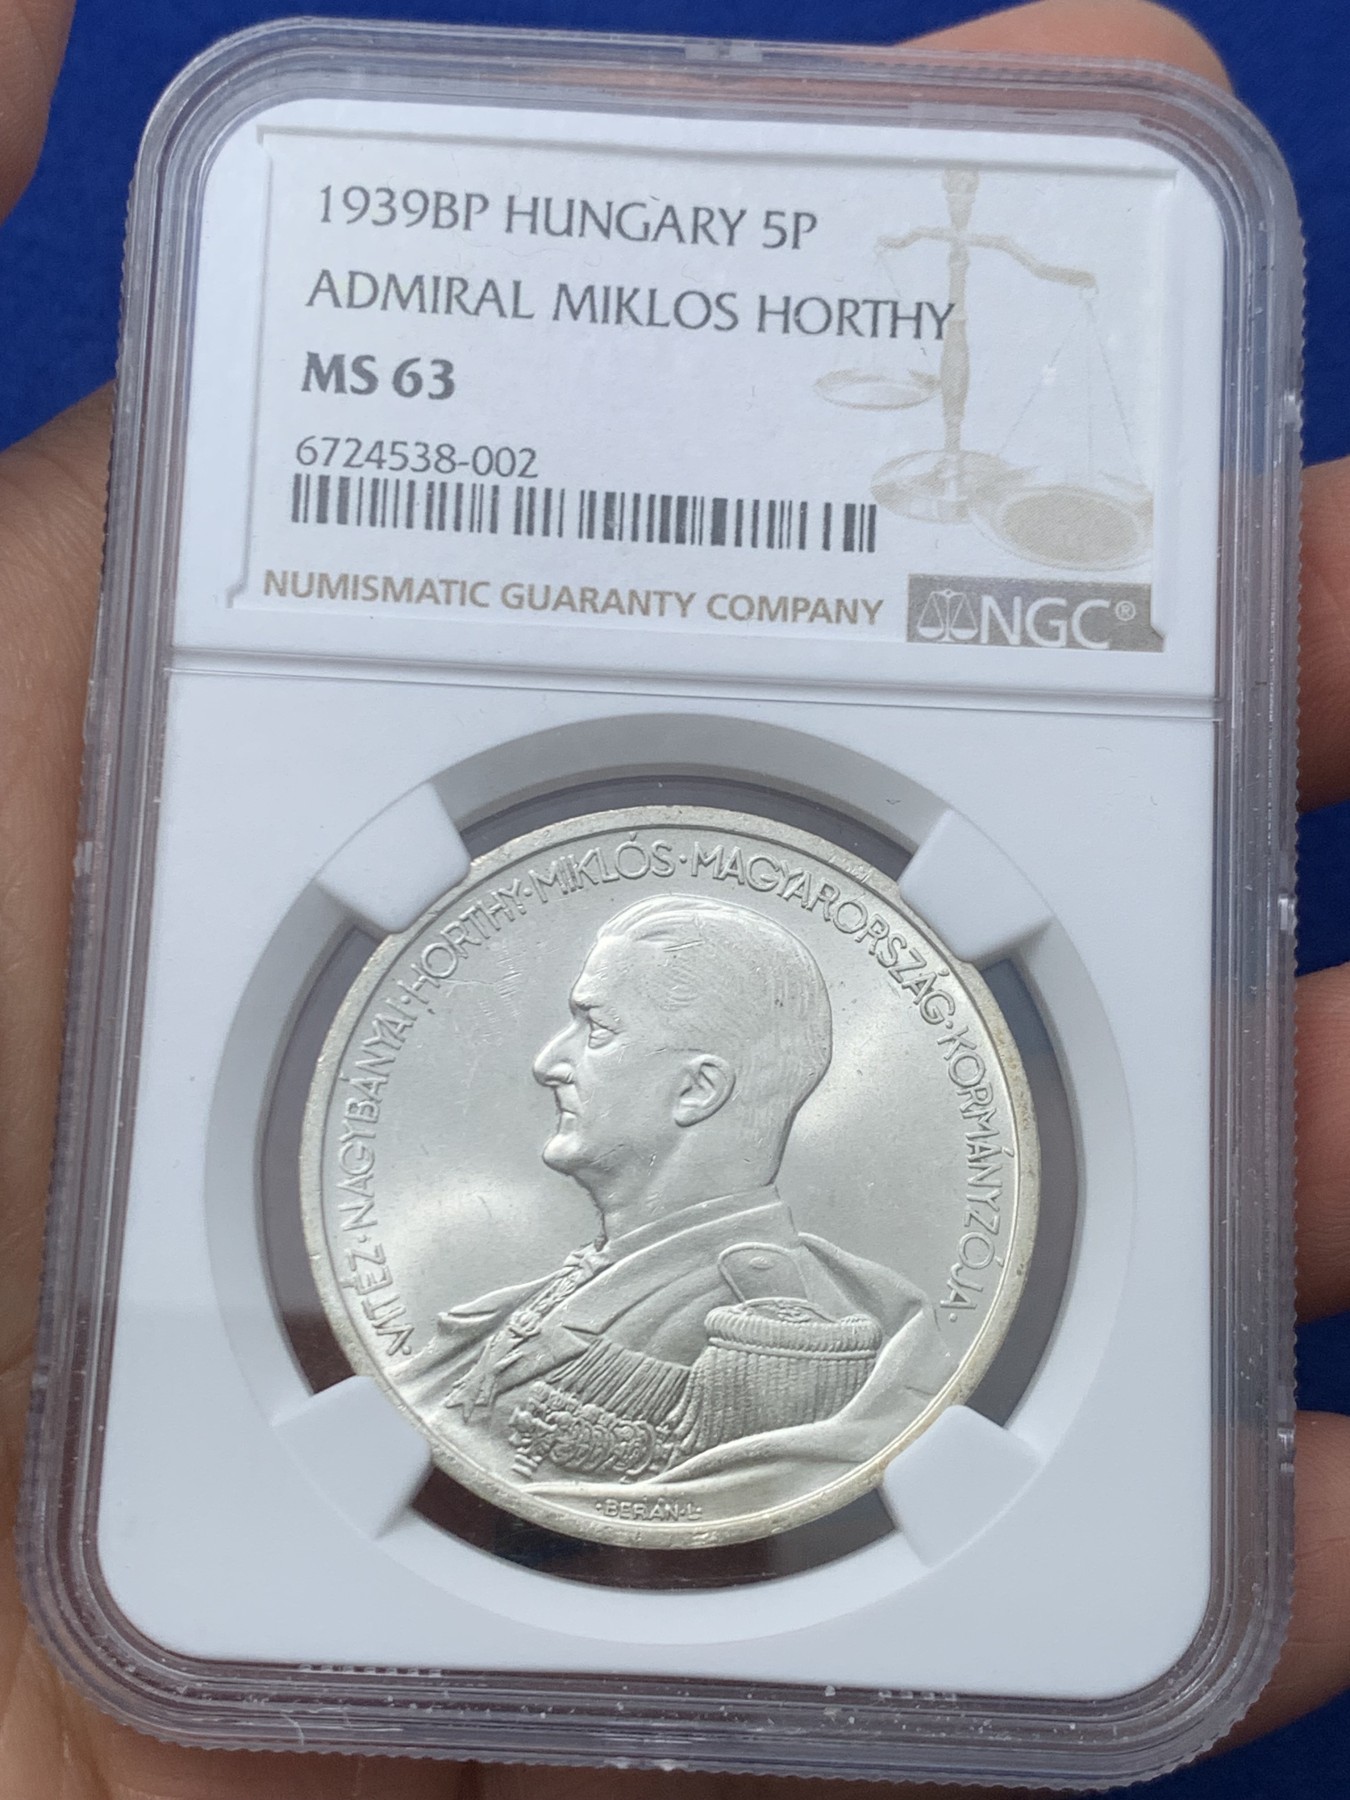 1939BP HUNGARY 5P
ADMIRAL MIKLOS HORTHY
MS 63
6724538-002
NUMISMATIC GUARANTY COMPANY
NGC®
·VITÉZ·NAGYBÁNYAI·HORTHY·MIKLÓS·MAGYARORSZÁG·KORMÁNYZÓJA·
·BERÁN·L·